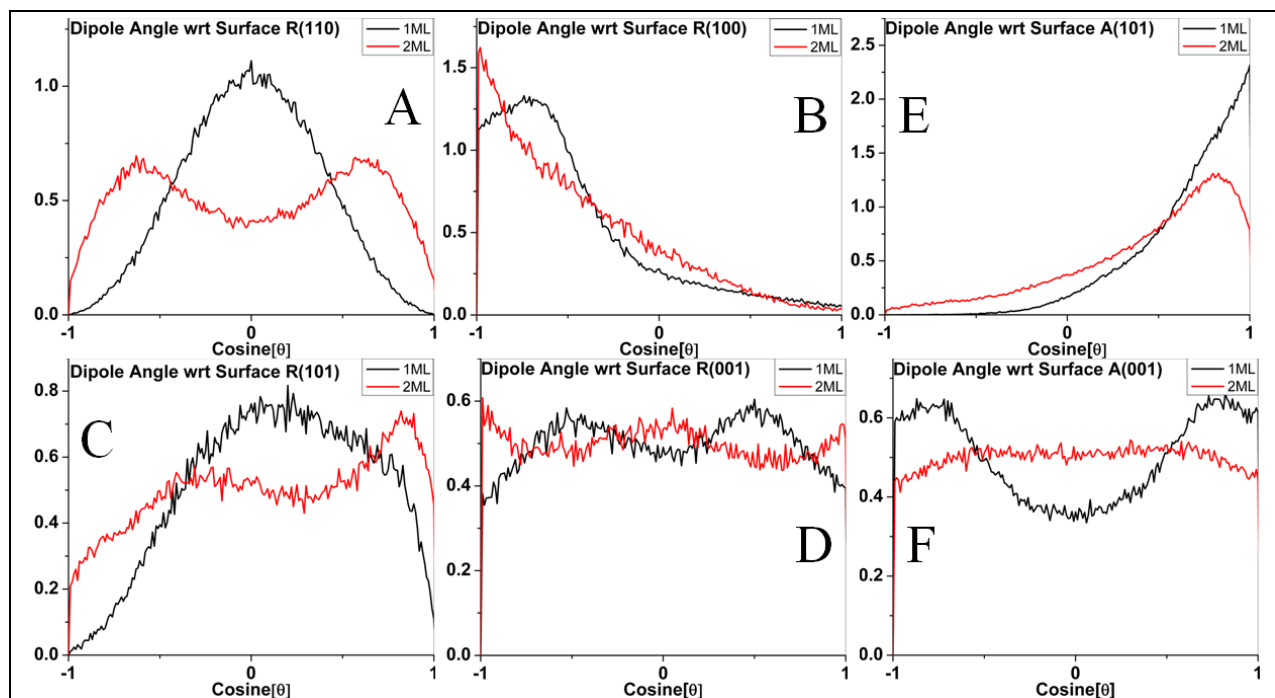 Dipole Angle wrt Surface R(110)
1ML
2ML
A
1.0
0.5
0.0
-1
0
1
Cosine[θ]
Dipole Angle wrt Surface R(100)
1ML
2ML
B
1.5
1.0
0.5
0.0
-1
0
1
Cosine[θ]
Dipole Angle wrt Surface A(101)
1ML
2ML
E
2.5
2.0
1.5
1.0
0.5
0.0
-1
0
1
Cosine[θ]
Dipole Angle wrt Surface R(101)
1ML
2ML
C
0.8
0.6
0.4
0.2
0.0
-1
0
1
Cosine[θ]
Dipole Angle wrt Surface R(001)
1ML
2ML
D
0.6
0.4
0.2
0.0
-1
0
1
Cosine[θ]
Dipole Angle wrt Surface A(001)
1ML
2ML
F
0.6
0.4
0.2
0.0
-1
0
1
Cosine[θ]